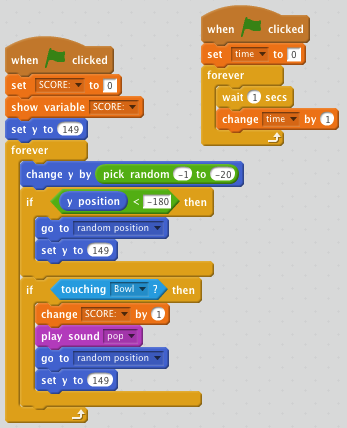 when clicked
set SCORE: to 0
show variable SCORE:
set y to 149
forever
change y by pick random -1 to -20
if y position < -180 then
go to random position
set y to 149
if touching Bowl ? then
change SCORE: by 1
play sound pop
go to random position
set y to 149
when clicked
set time to 0
forever
wait 1 secs
change time by 1